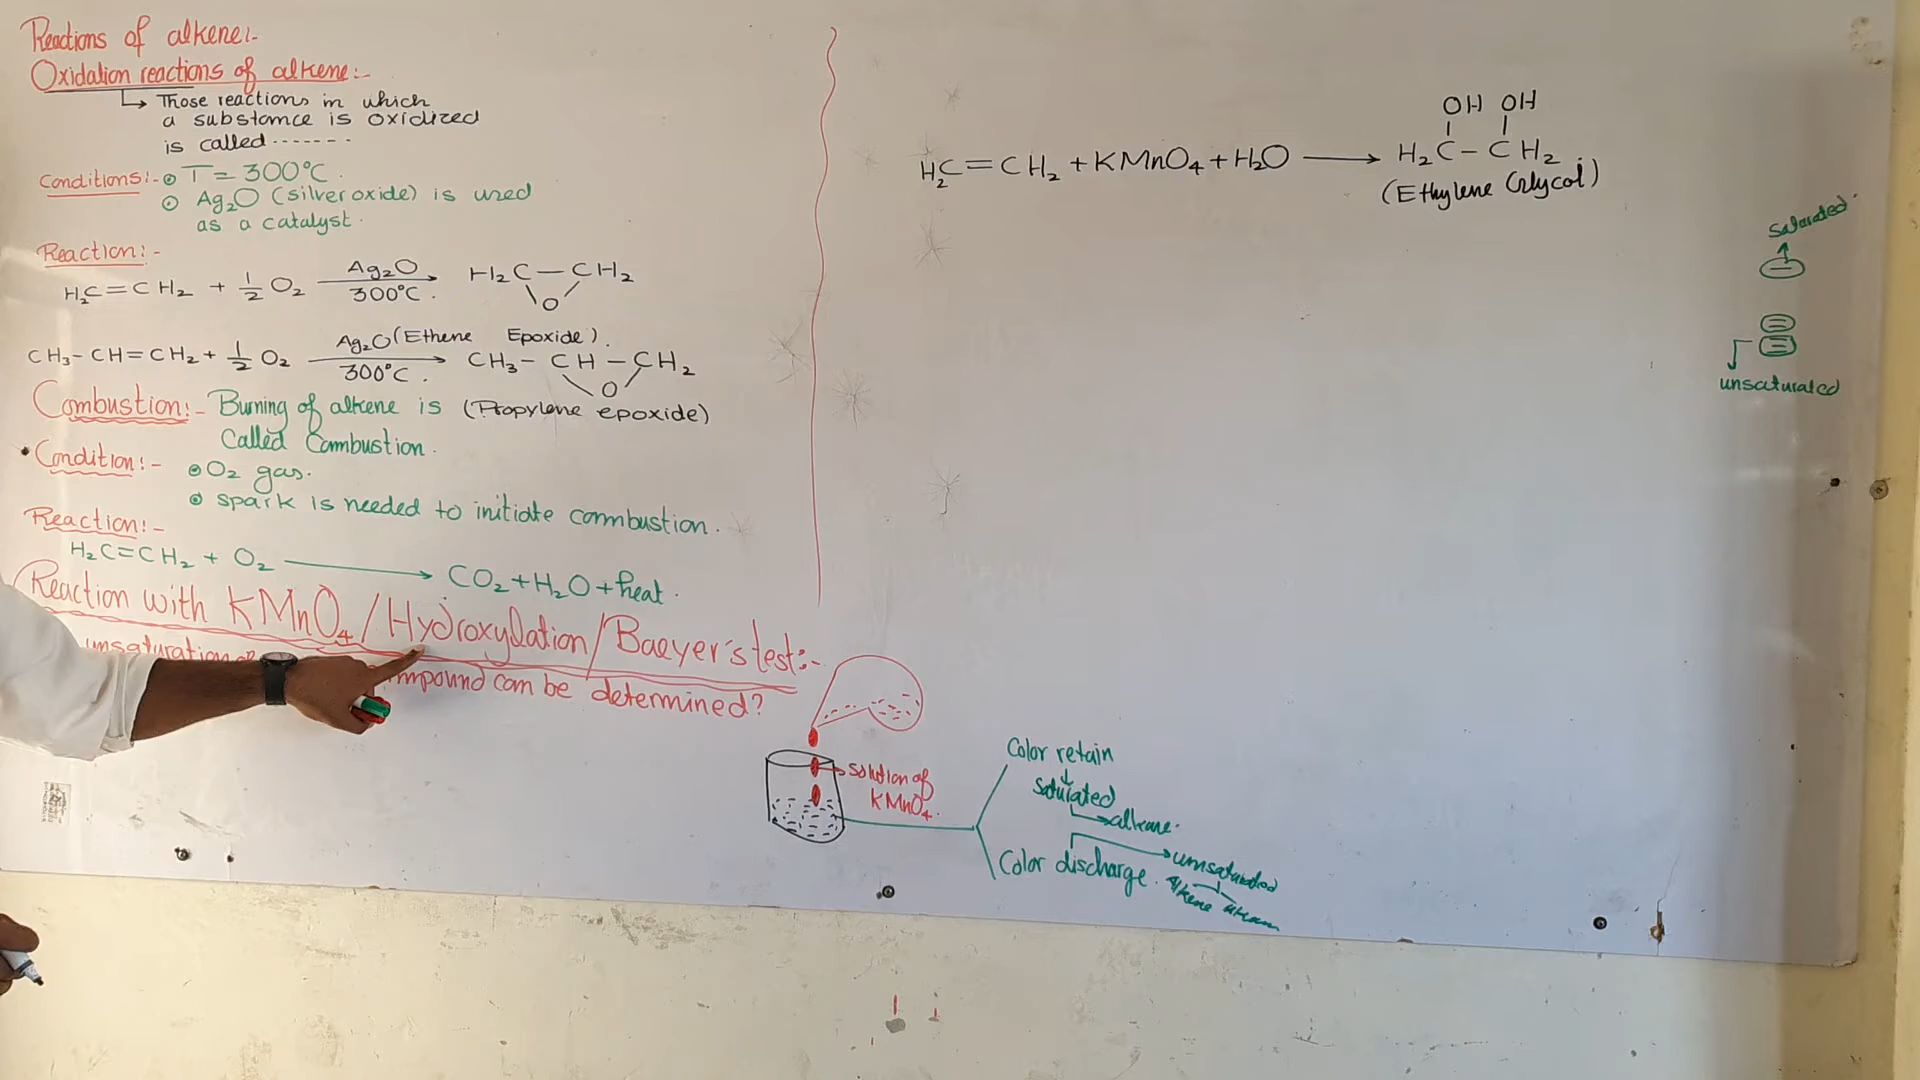 Reactions of alkene:-
Oxidation reactions of alkene:-
↳ Those reactions in which
a substance is oxidized
is called -------
Conditions:- ⊙ T = 300°C.
⊙ Ag₂O (silver oxide) is used
as a catalyst.
Reaction:-
H₂C=CH₂ + 1/2 O₂ Ag₂O 300°C. H₂C—CH₂ O
(Ethene Epoxide).
CH₃-CH=CH₂ + 1/2 O₂ Ag₂O 300°C. CH₃-CH-CH₂ O
(Propylene epoxide)
Combustion:- Burning of alkene is
Called Combustion.
• Condition:- ⊙ O₂ gas.
⊙ spark is needed to initiate conmbustion.
Reaction:-
H₂C=CH₂ + O₂ ⟶ CO₂+H₂O+heat.
Reaction with KMnO₄/Hydroxylation/Baeyer's test:-
unsaturation
compound can be determined?
solution of
KMnO₄.
Color retain
↓
saturated
↳ alkane.
Color discharge. → unsaturated
alkene
OH OH
H₂C=CH₂+KMnO₄+H₂O ⟶ H₂C-CH₂
(Ethylene Glycol)
saturated.
unsaturated